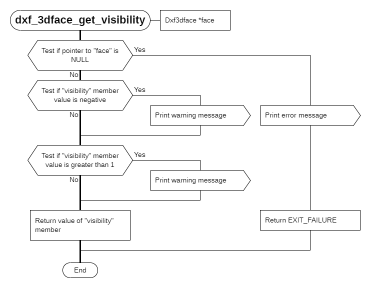 dxf_3dface_get_visibility
Dxf3dface *face
Test if pointer to "face" is
NULL
Yes
No
Test if "visibility" member
value is negative
Yes
No
Print warning message
Print error message
Test if "visibility" member
value is greater than 1
Yes
No
Print warning message
Return value of "visibility"
member
Return EXIT_FAILURE
End